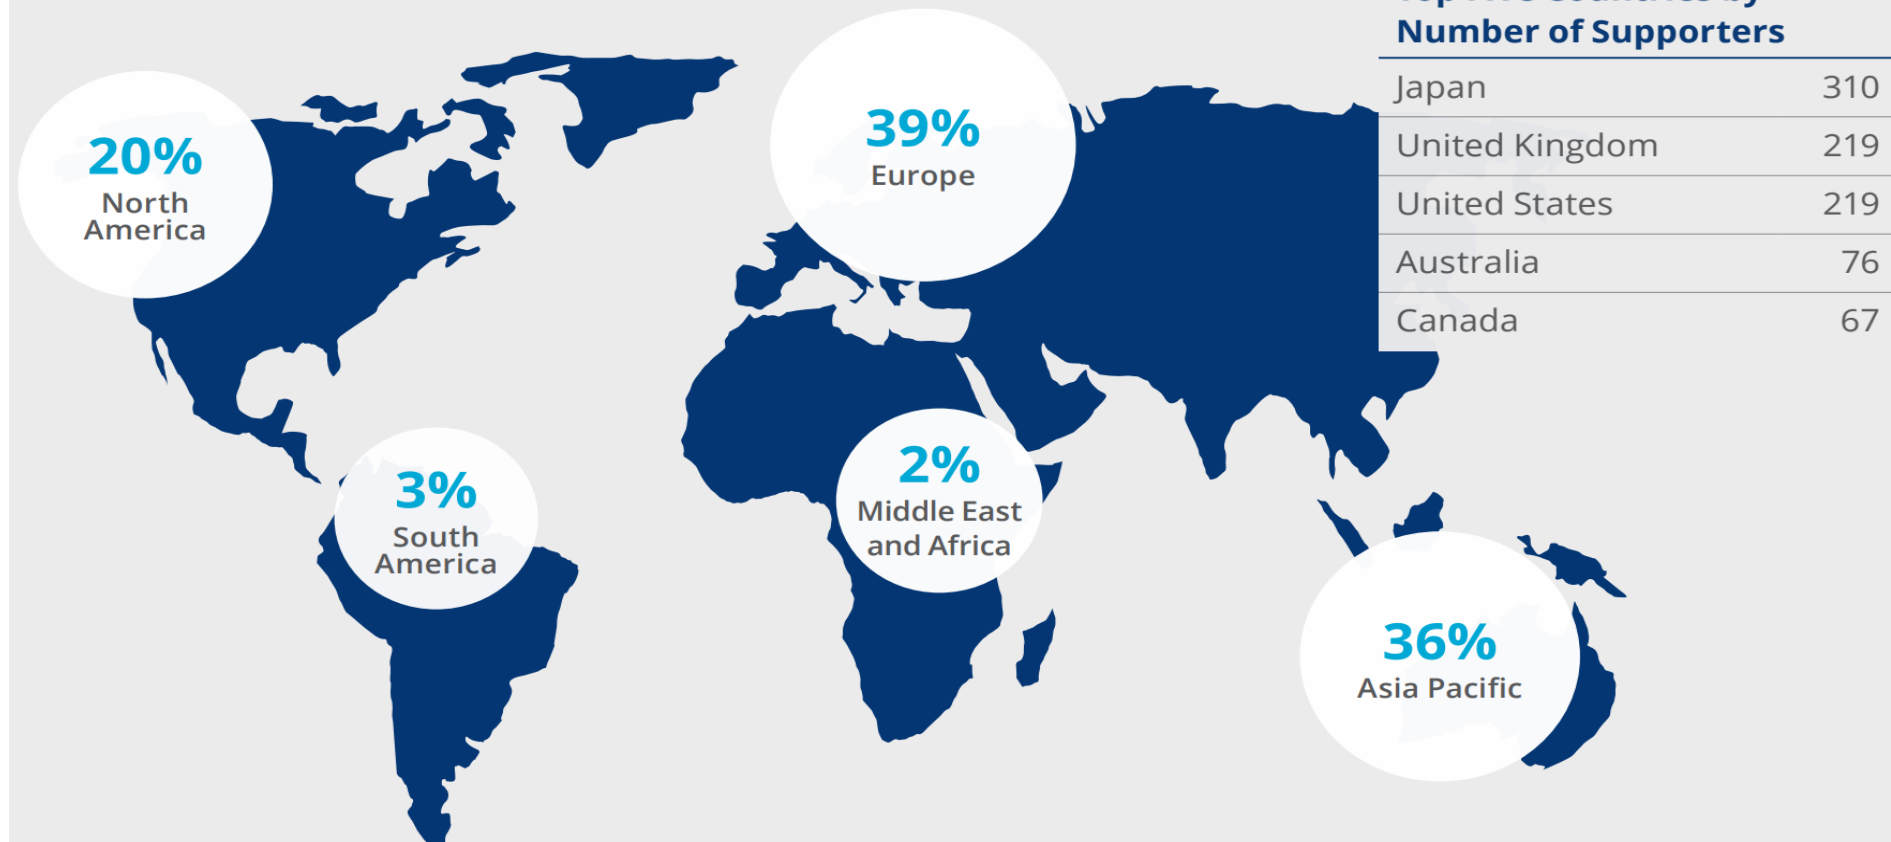 Number of Supporters
Japan 310
United Kingdom 219
United States 219
Australia 76
Canada 67
20%
North
America
39%
Europe
3%
South
America
2%
Middle East
and Africa
36%
Asia Pacific